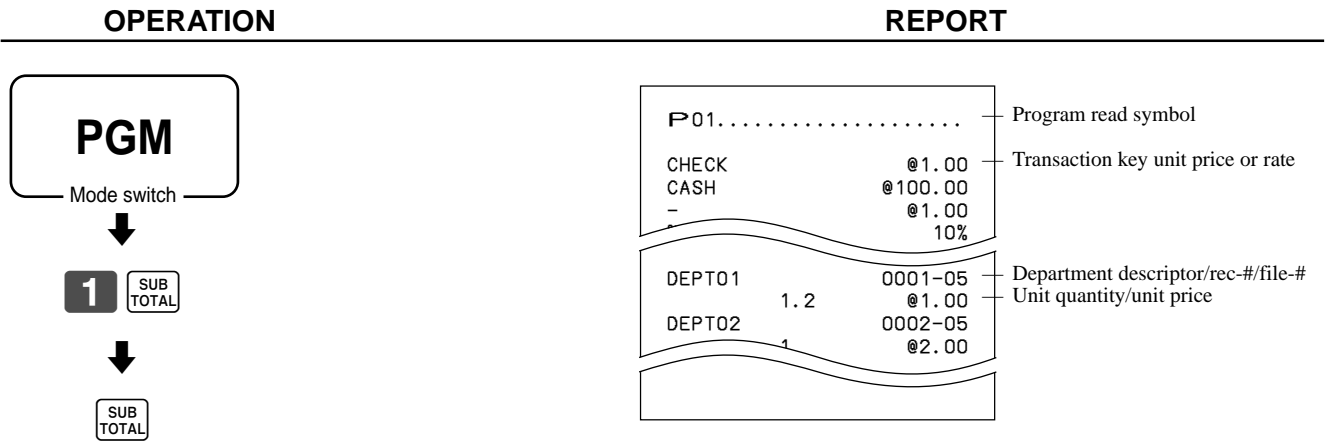 OPERATION
REPORT
PGM
Mode switch
1 SUB TOTAL
SUB TOTAL
P01..................... Program read symbol
CHECK @1.00 Transaction key unit price or rate
CASH @100.00
- @1.00
10%
DEPT01 0001-05 Department descriptor/rec-#/file-#
1.2 @1.00 Unit quantity/unit price
DEPT02 0002-05
1 @2.00